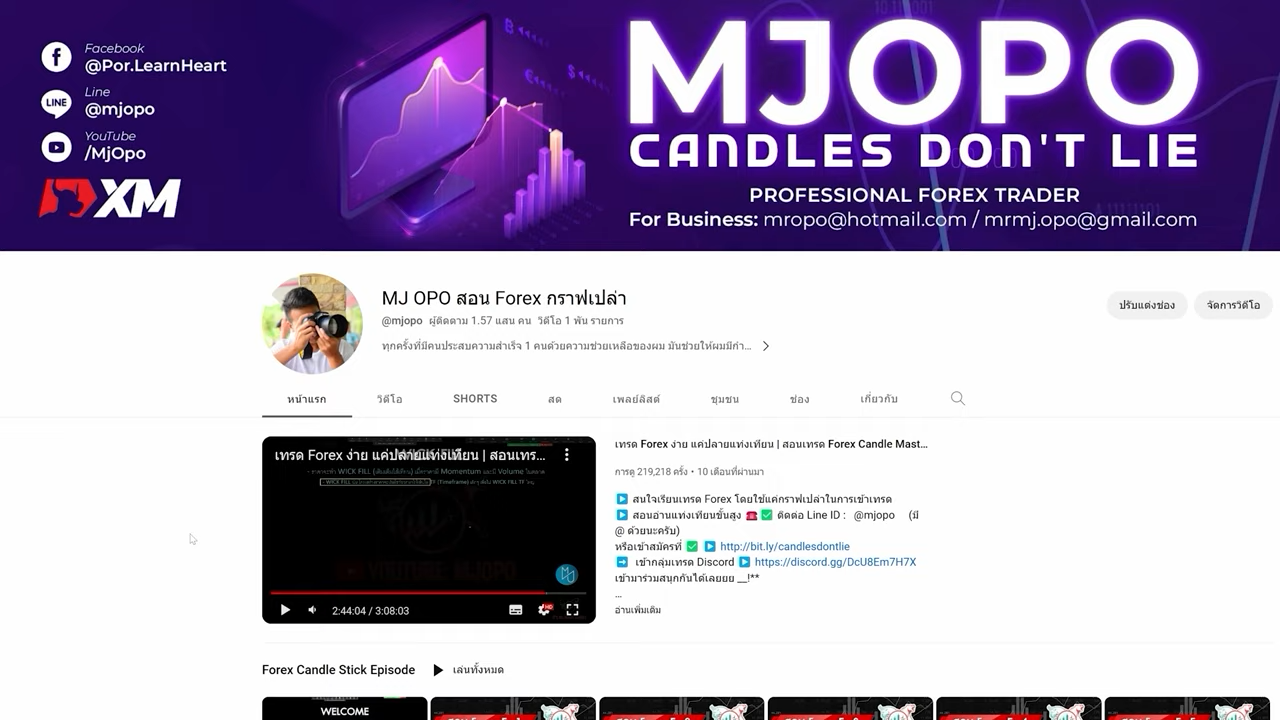 Facebook
@Por.LearnHeart
Line
LINE
@mjopo
YouTube
/MjOpo
XM
MJOPO
CANDLES DON'T LIE
PROFESSIONAL FOREX TRADER
For Business: mropo@hotmail.com / mrmj.opo@gmail.com
MJ OPO สอน Forex กราฟเปล่า
@mjopo ผู้ติดตาม 1.57 แสน คน วิดีโอ 1 พัน รายการ
ทุกครั้งที่มีคนประสบความสำเร็จ 1 คนด้วยความช่วยเหลือของผม มันช่วยให้ผมมีกำ...
ปรับแต่งช่อง
จัดการวิดีโอ
หน้าแรก วิดีโอ SHORTS สด เพลย์ลิสต์ ชุมชน ช่อง เกี่ยวกับ
เทรด Forex ง่าย แค่ปลายแท่งเทียน | สอนเทร...
YOUTUBE MJOPO
2:44:04 / 3:08:03
HD
เทรด Forex ง่าย แค่ปลายแท่งเทียน | สอนเทรด Forex Candle Mast...
การดู 219,218 ครั้ง • 10 เดือนที่ผ่านมา
สนใจเรียนเทรด Forex โดยใช้แค่กราฟเปล่าในการเข้าเทรด
สอนอ่านแท่งเทียนขั้นสูง ติดต่อ Line ID : @mjopo (มี
@ ด้วยนะครับ)
หรือเข้าสมัครที่ http://bit.ly/candlesdontlie
เข้ากลุ่มเทรด Discord https://discord.gg/DcU8Em7H7X
เข้ามาร่วมสนุกกันได้เลยยย __!**
...
อ่านเพิ่มเติม
Forex Candle Stick Episode เล่นทั้งหมด
WELCOME